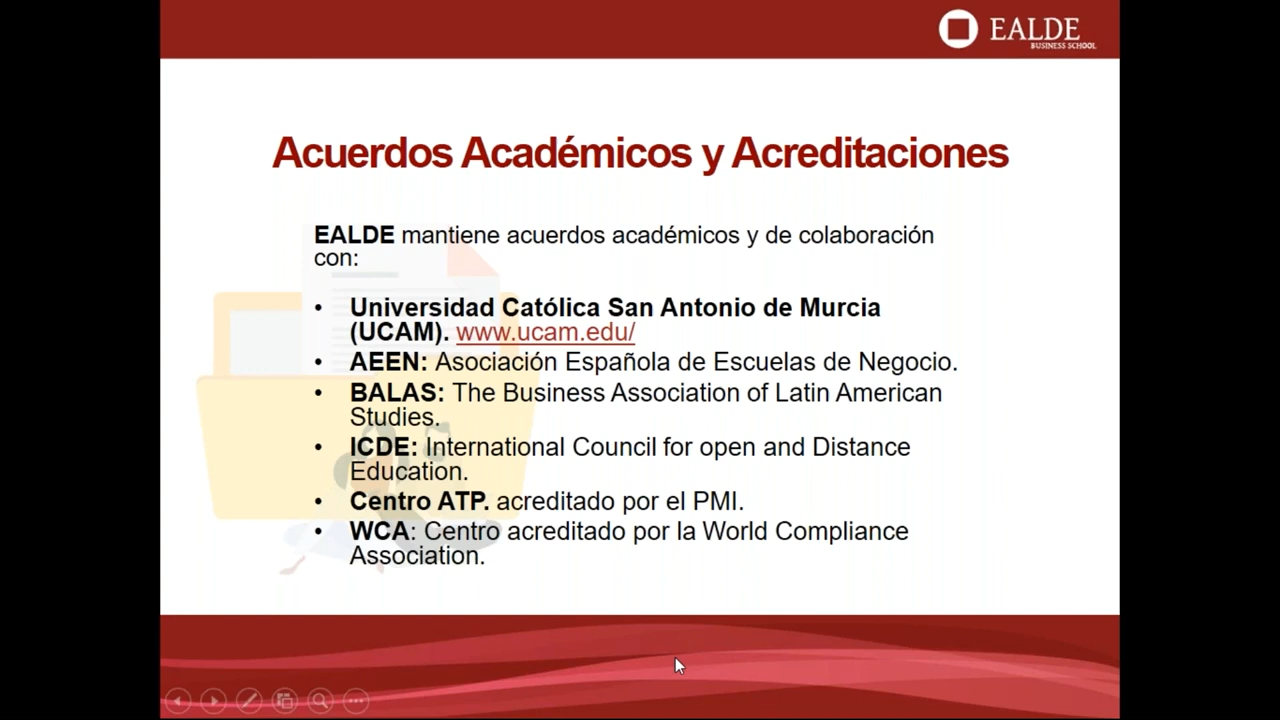 EALDE
BUSINESS SCHOOL
Acuerdos Académicos y Acreditaciones
EALDE mantiene acuerdos académicos y de colaboración
con:
• Universidad Católica San Antonio de Murcia
(UCAM). www.ucam.edu/
• AEEN: Asociación Española de Escuelas de Negocio.
• BALAS: The Business Association of Latin American
Studies.
• ICDE: International Council for open and Distance
Education.
• Centro ATP. acreditado por el PMI.
• WCA: Centro acreditado por la World Compliance
Association.